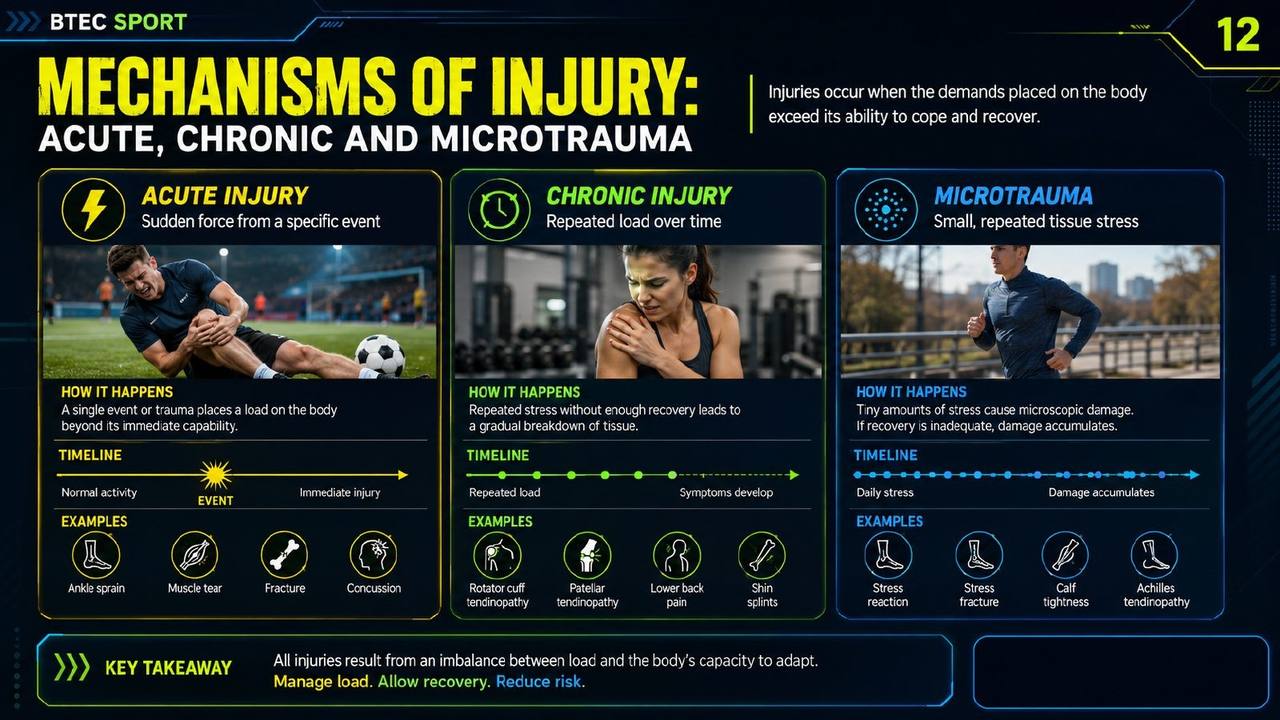 BTEC SPORT
12
MECHANISMS OF INJURY:
ACUTE, CHRONIC AND MICROTRAUMA
Injuries occur when the demands placed on the body
exceed its ability to cope and recover.
ACUTE INJURY
Sudden force from a specific event
HOW IT HAPPENS
A single event or trauma places a load on the body
beyond its immediate capability.
TIMELINE
Normal activity
EVENT
Immediate injury
EXAMPLES
Ankle sprain
Muscle tear
Fracture
Concussion
CHRONIC INJURY
Repeated load over time
HOW IT HAPPENS
Repeated stress without enough recovery leads to
a gradual breakdown of tissue.
TIMELINE
Repeated load
Symptoms develop
EXAMPLES
Rotator cuff
tendinopathy
Patellar
tendinopathy
Lower back
pain
Shin
splints
MICROTRAUMA
Small, repeated tissue stress
HOW IT HAPPENS
Tiny amounts of stress cause microscopic damage.
If recovery is inadequate, damage accumulates.
TIMELINE
Daily stress
Damage accumulates
EXAMPLES
Stress
reaction
Stress
fracture
Calf
tightness
Achilles
tendinopathy
KEY TAKEAWAY
All injuries result from an imbalance between load and the body's capacity to adapt.
Manage load. Allow recovery. Reduce risk.